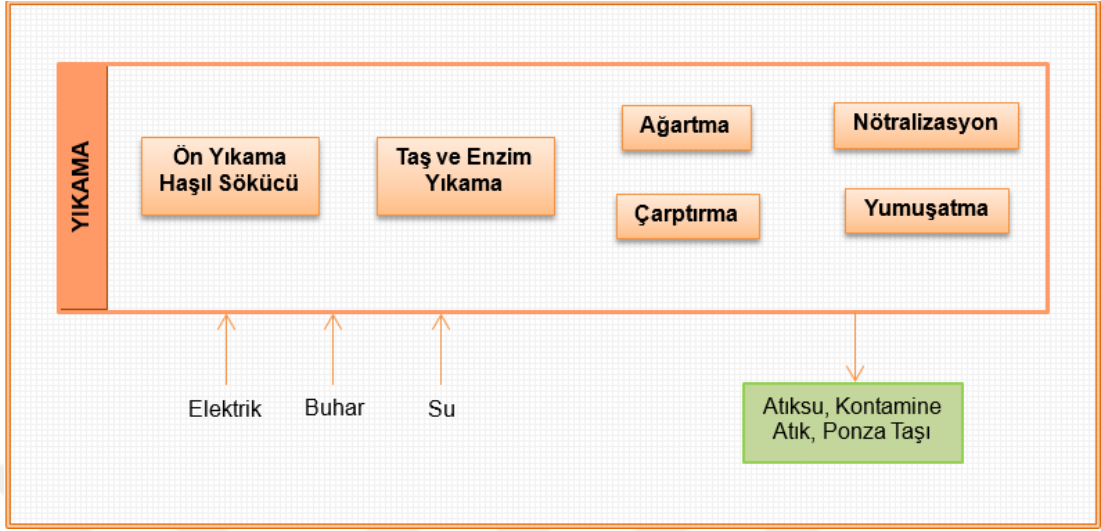 YIKAMA
Ön Yıkama
Haşıl Sökücü
Taş ve Enzim
Yıkama
Ağartma
Çarptırma
Nötralizasyon
Yumuşatma
Elektrik
Buhar
Su
Atıksu, Kontamine
Atık, Ponza Taşı